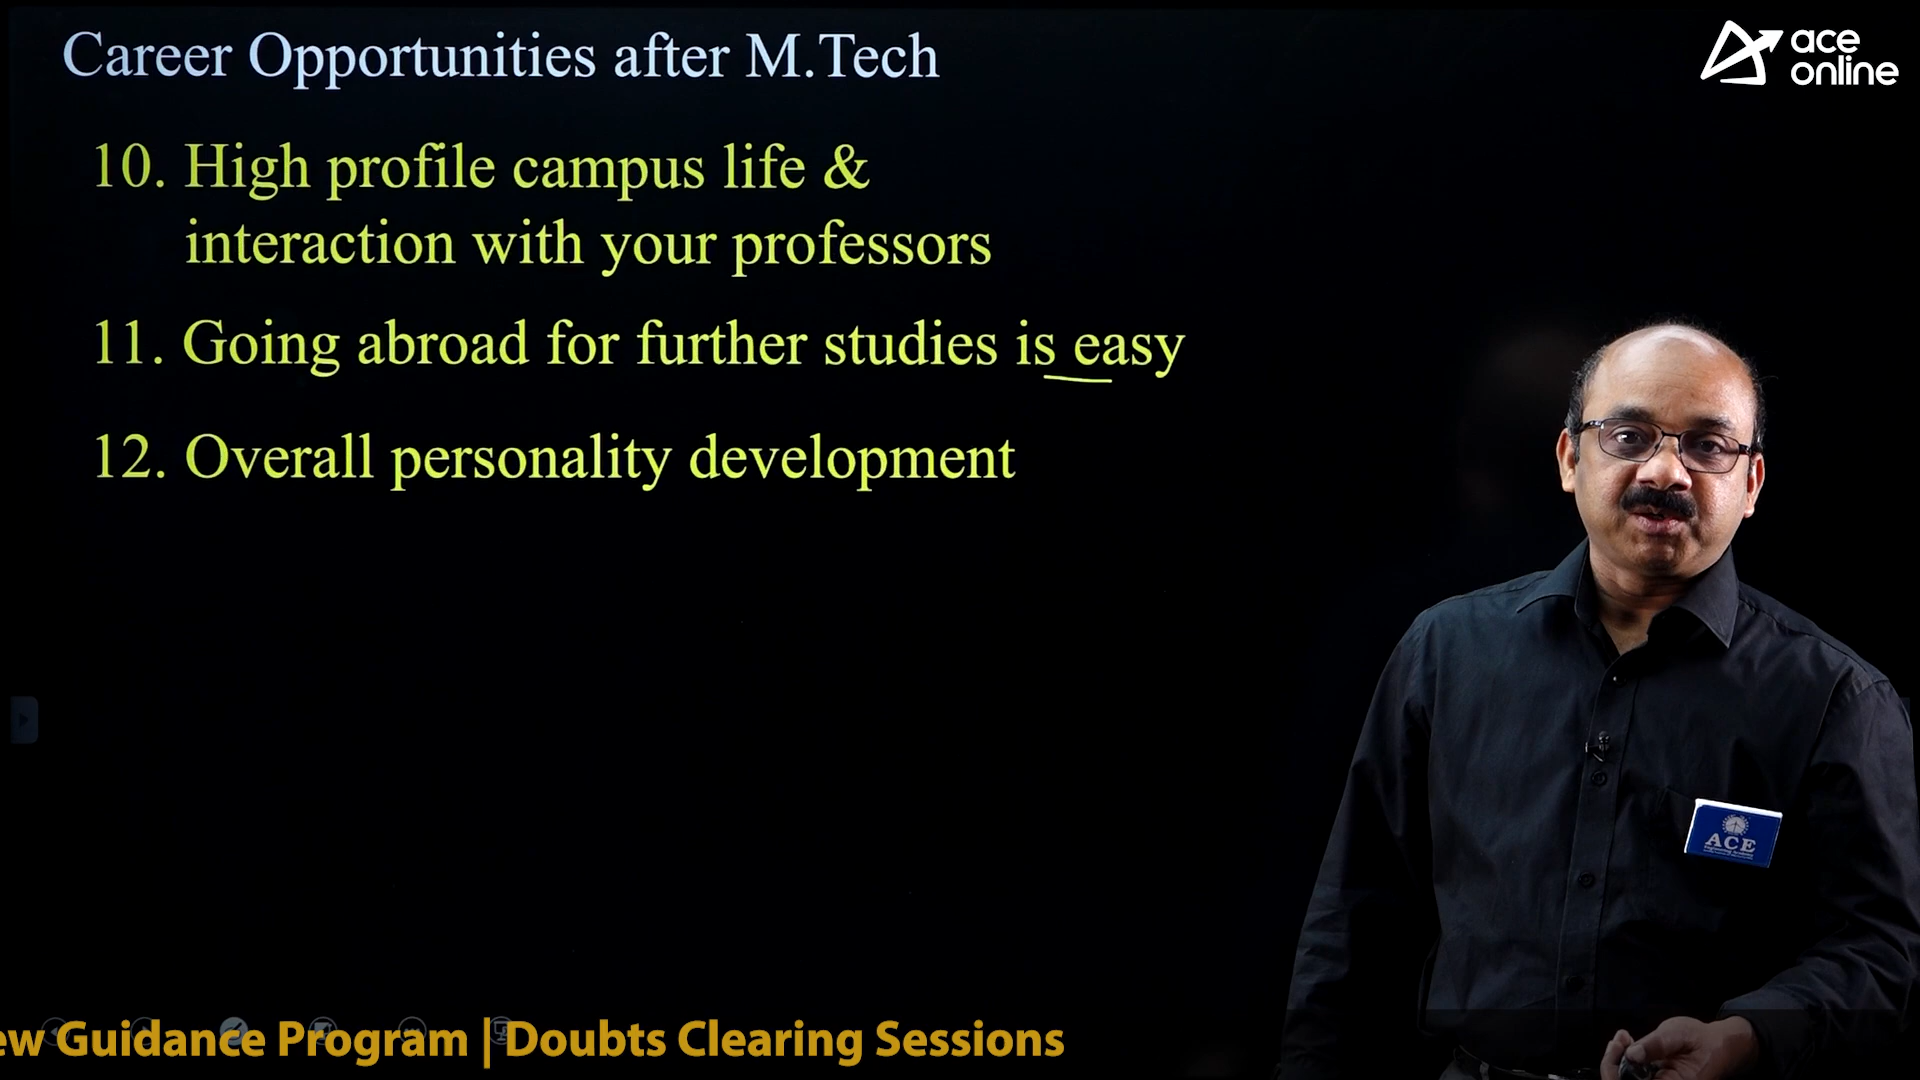 Career Opportunities after M.Tech
ace
online
10. High profile campus life &
interaction with your professors
11. Going abroad for further studies is easy
12. Overall personality development
ACE
ew Guidance Program | Doubts Clearing Sessions